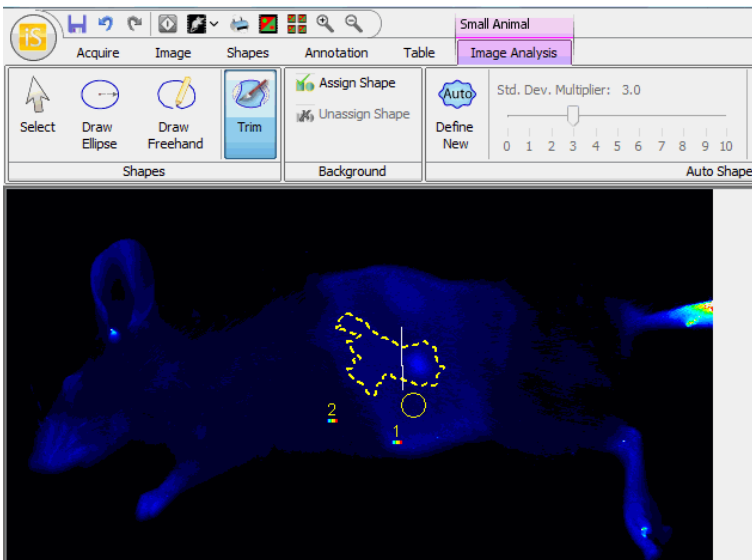 iS
Small Animal
Acquire Image Shapes Annotation Table Image Analysis
Select
Draw Ellipse
Draw Freehand
Trim
Shapes
Assign Shape
Unassign Shape
Background
Auto
Define New
Std. Dev. Multiplier: 3.0
0 1 2 3 4 5 6 7 8 9 10
Auto Shape
2
1